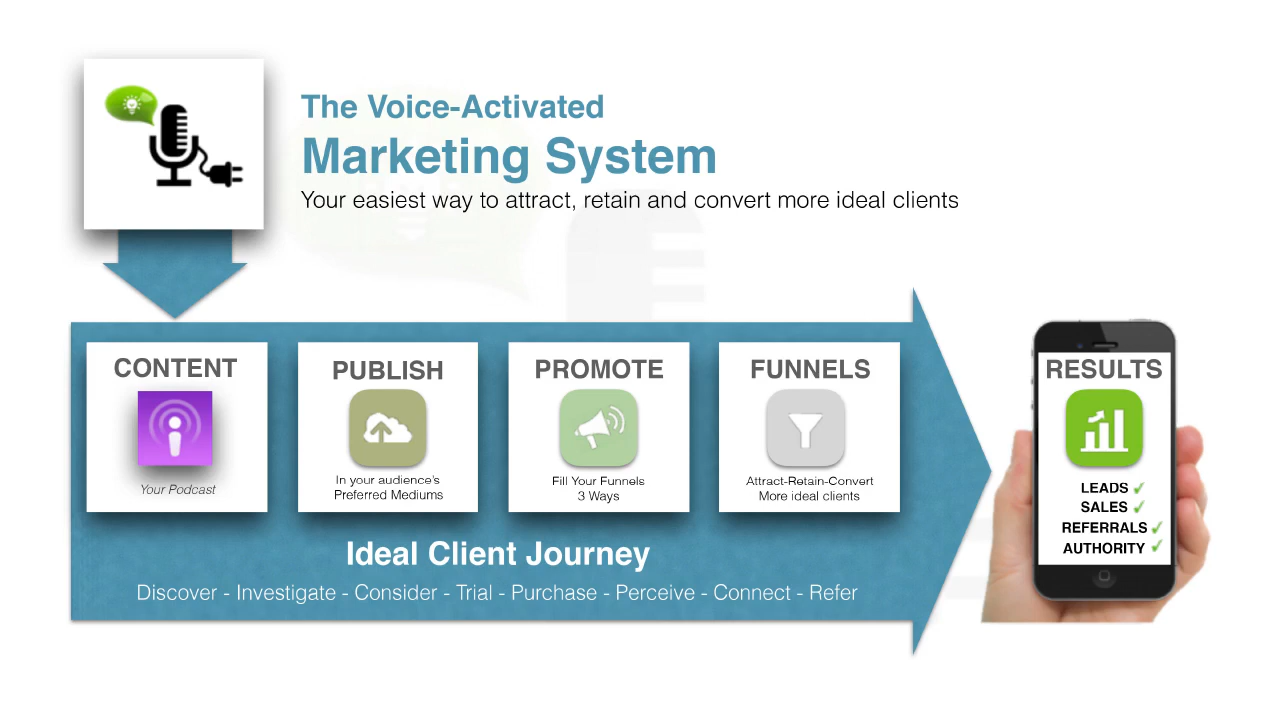 The Voice-Activated
Marketing System
Your easiest way to attract, retain and convert more ideal clients
CONTENT
Your Podcast
PUBLISH
In your audience's
Preferred Mediums
PROMOTE
Fill Your Funnels
3 Ways
FUNNELS
Attract-Retain-Convert
More ideal clients
RESULTS
LEADS ✓
SALES ✓
REFERRALS ✓
AUTHORITY ✓
Ideal Client Journey
Discover - Investigate - Consider - Trial - Purchase - Perceive - Connect - Refer